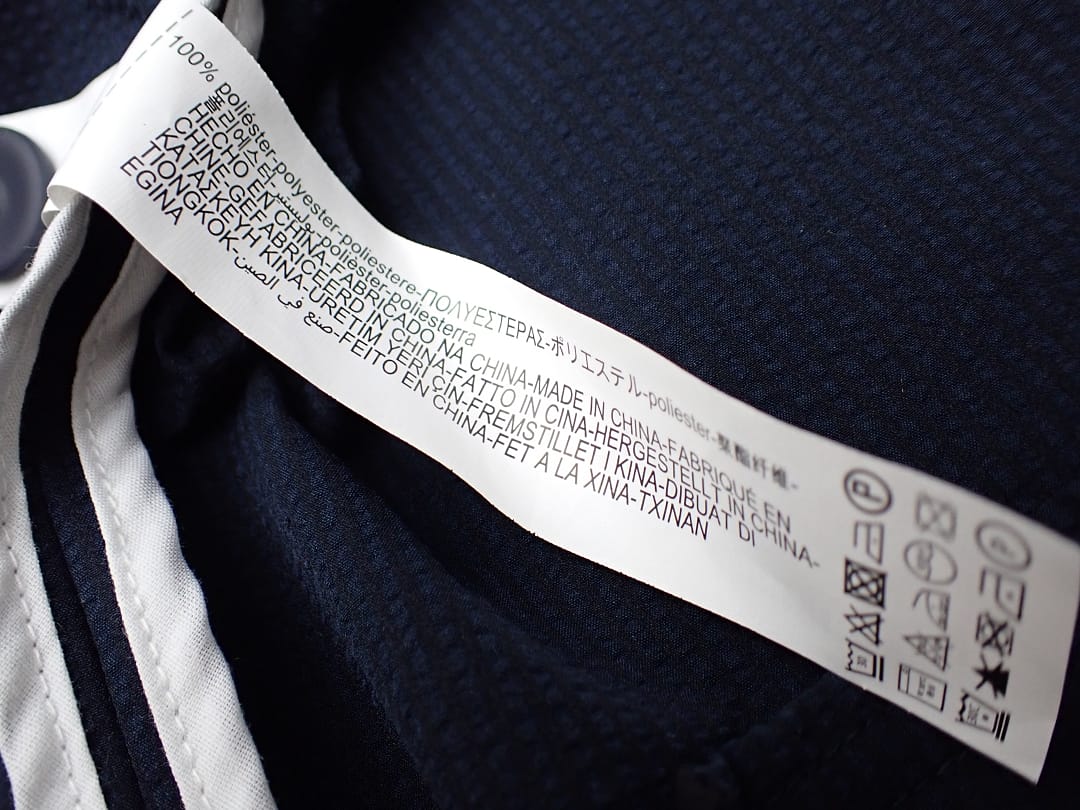 100% poliéster-polyester-poliestere-ΠΟΛΥΕΣΤΕΡΑΣ-ポリエステル-poliester-聚酯纤维-
폴리에스터-بوليستر-poliéster-poliesterra
HECHO EN CHINA-FABRICADO NA CHINA-MADE IN CHINA-FABRIQUÉ EN
CHINE-GEFABRICEERD IN CHINA-FATTO IN CINA-HERGESTELLT IN CHINA-
ΚΑΤΑΣΚΕΥΗ ΚΙΝΑ-URETIM YERI ÇIN-FREMSTILLET I KINA-DIBUAT DI
TIONGKOK-صنع في الصين-FEITO EN CHINA-FET A LA XINA-TXINAN
EGINA